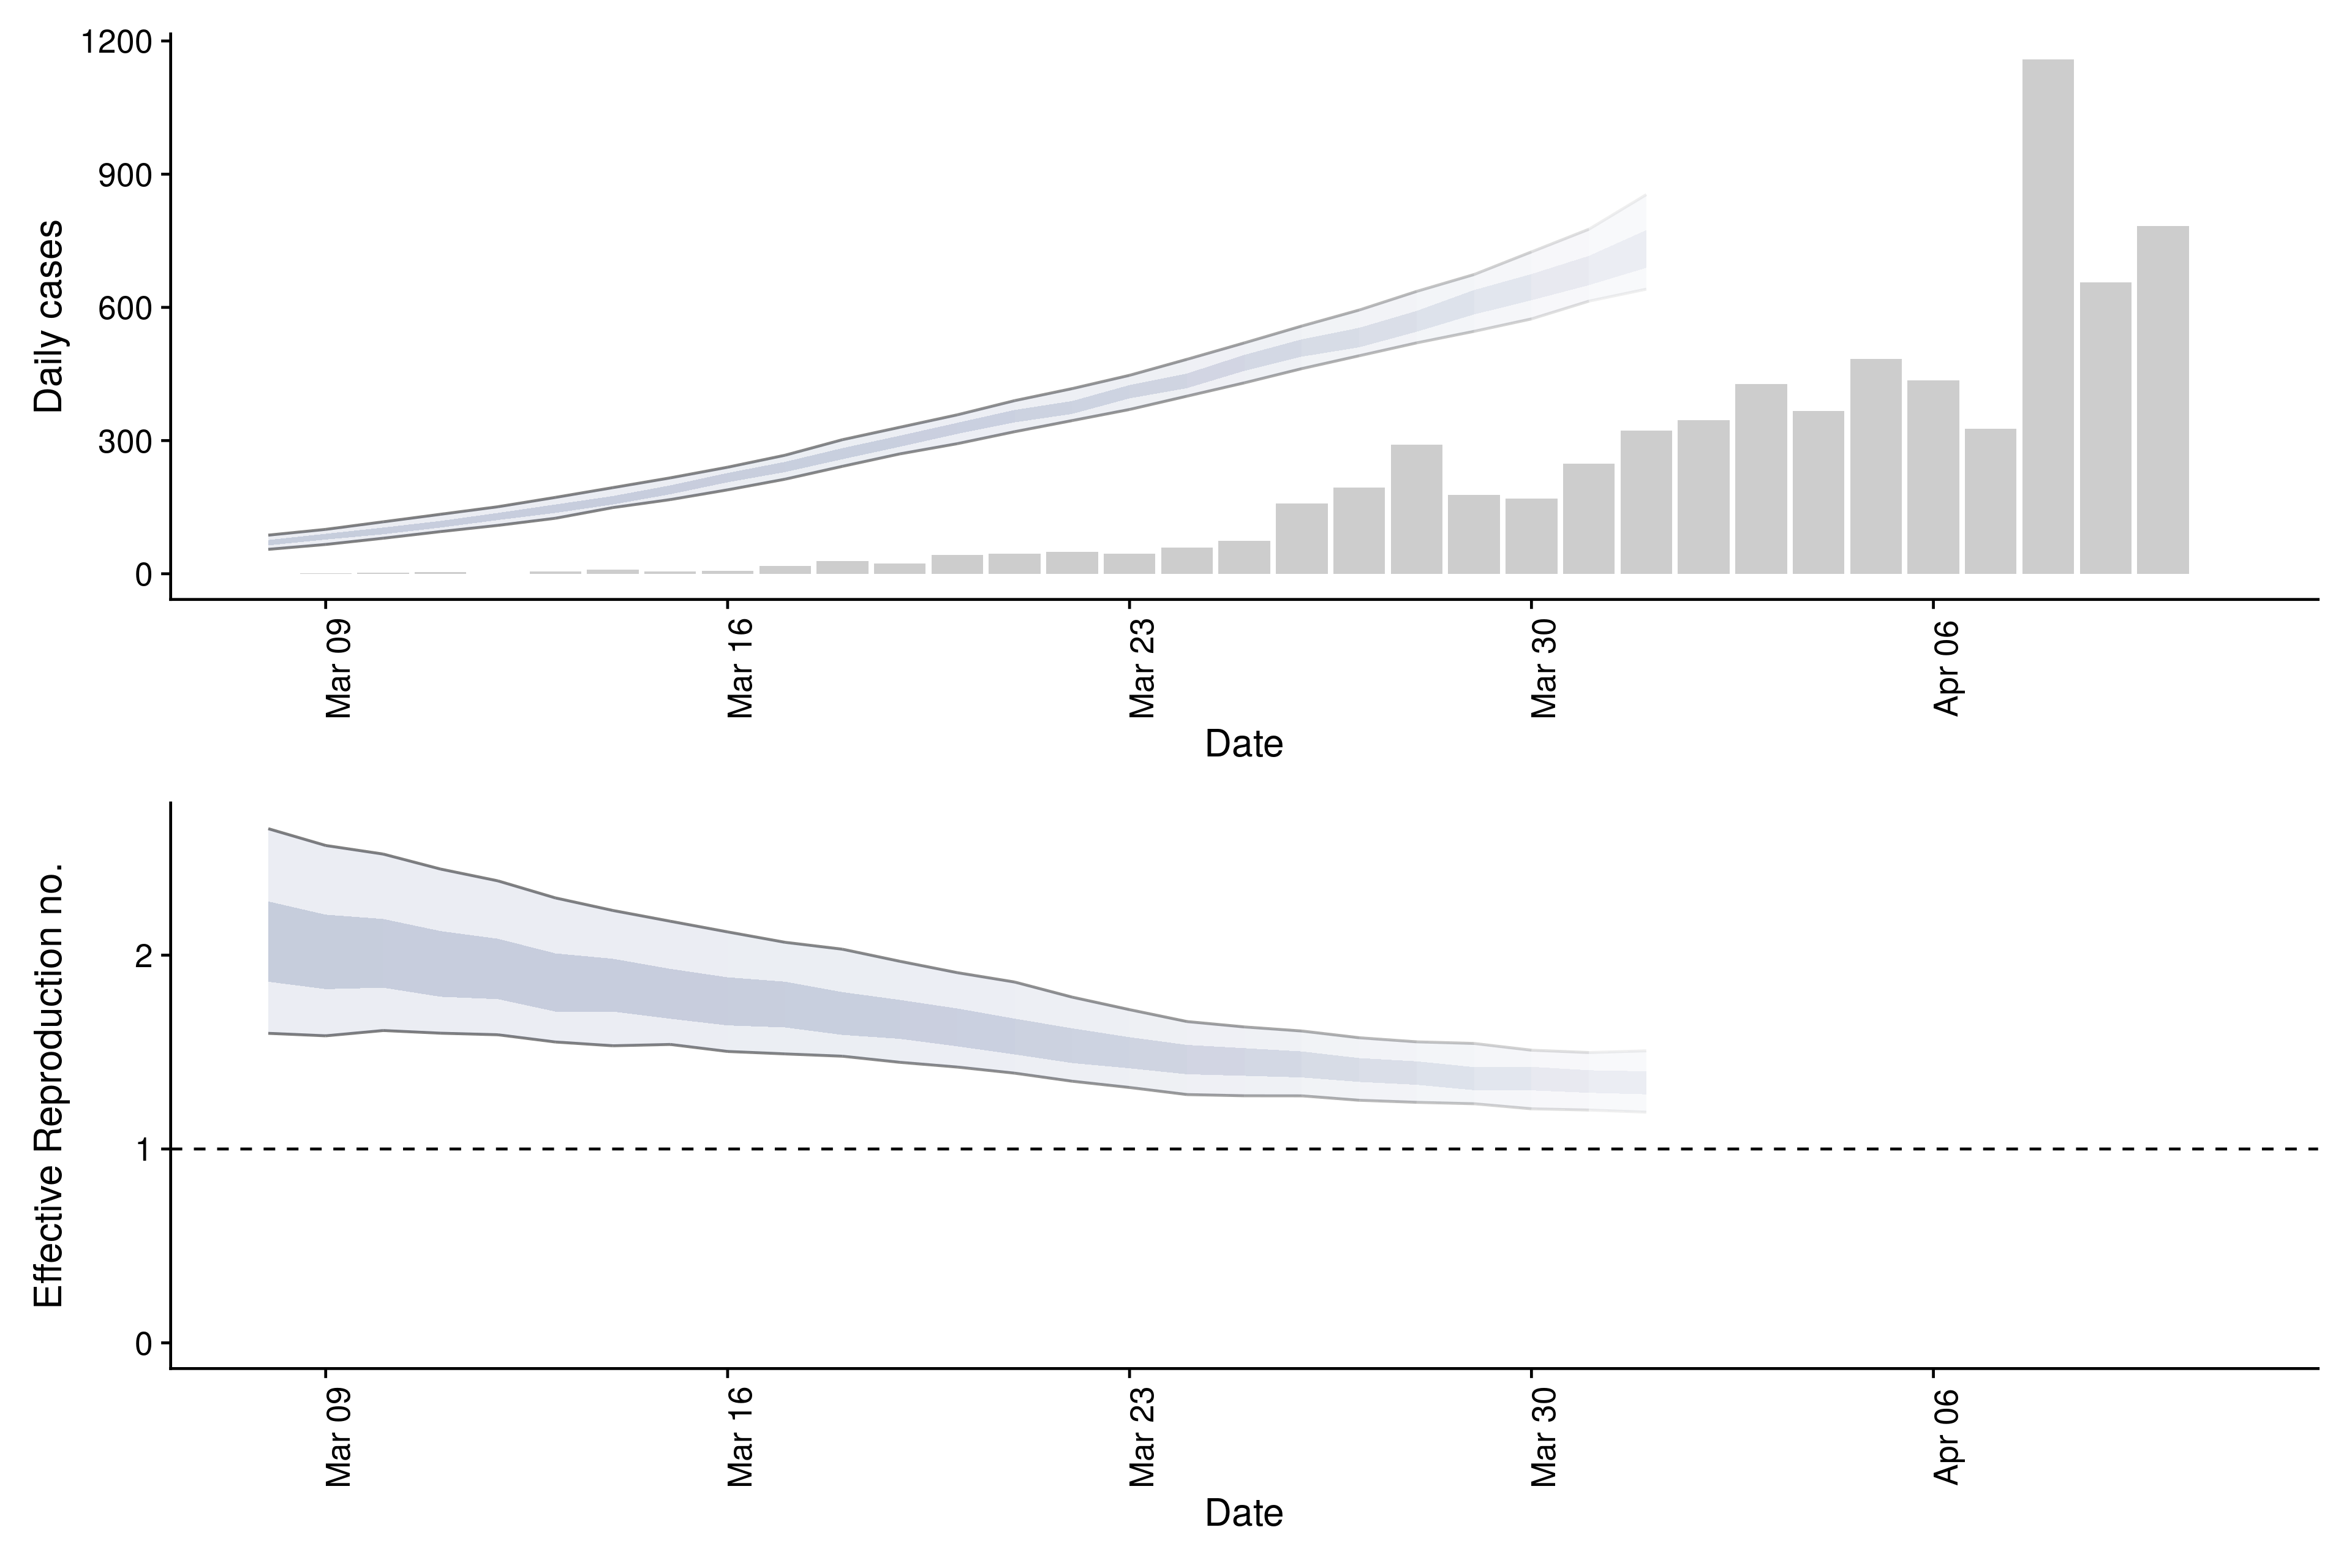 Daily cases
1200
900
600
300
0
Mar 09
Mar 16
Mar 23
Mar 30
Apr 06
Date
Effective Reproduction no.
2
1
0
Mar 09
Mar 16
Mar 23
Mar 30
Apr 06
Date